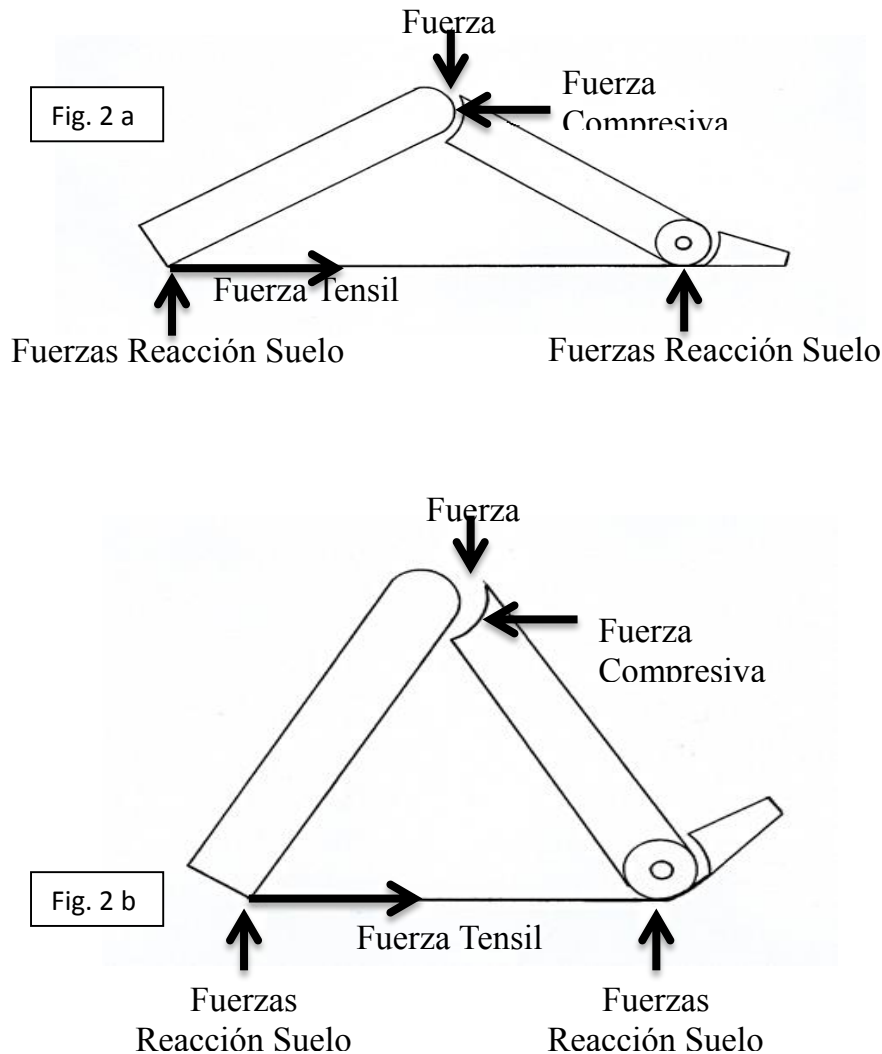 Fuerza
Fig. 2 a
Fuerza
Compresiva
Fuerza Tensil
Fuerzas Reacción Suelo
Fuerzas Reacción Suelo
Fuerza
Fuerza
Compresiva
Fig. 2 b
Fuerza Tensil
Fuerzas
Reacción Suelo
Fuerzas
Reacción Suelo